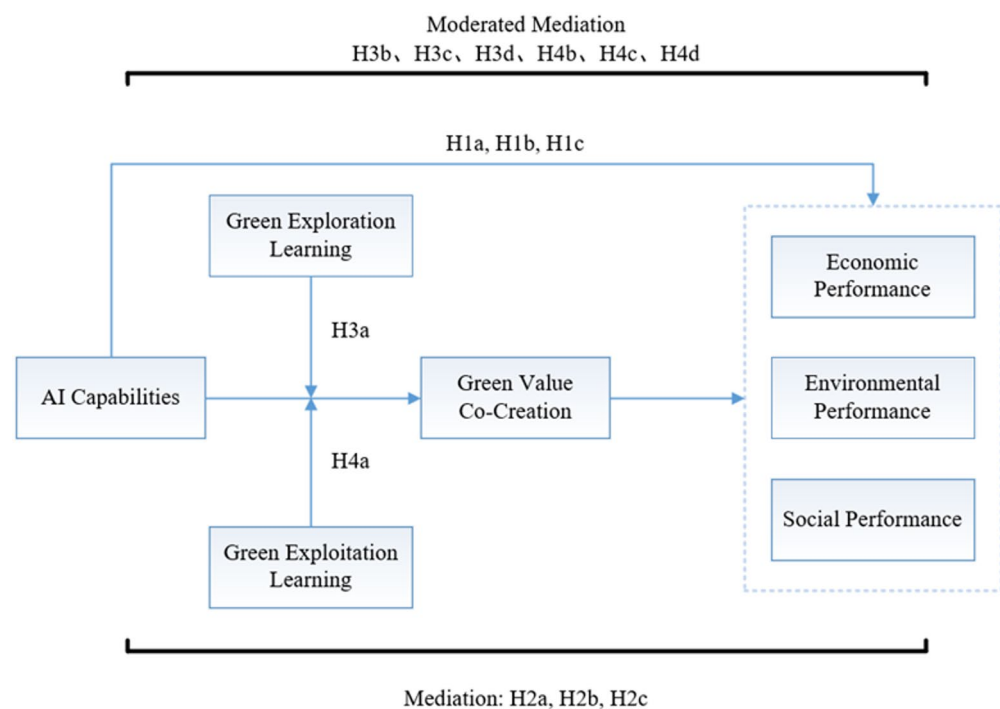 Moderated Mediation
H3b、H3c、H3d、H4b、H4c、H4d
H1a, H1b, H1c
Green Exploration
Learning
H3a
AI Capabilities
Green Value
Co-Creation
H4a
Green Exploitation
Learning
Economic
Performance
Environmental
Performance
Social Performance
Mediation: H2a, H2b, H2c